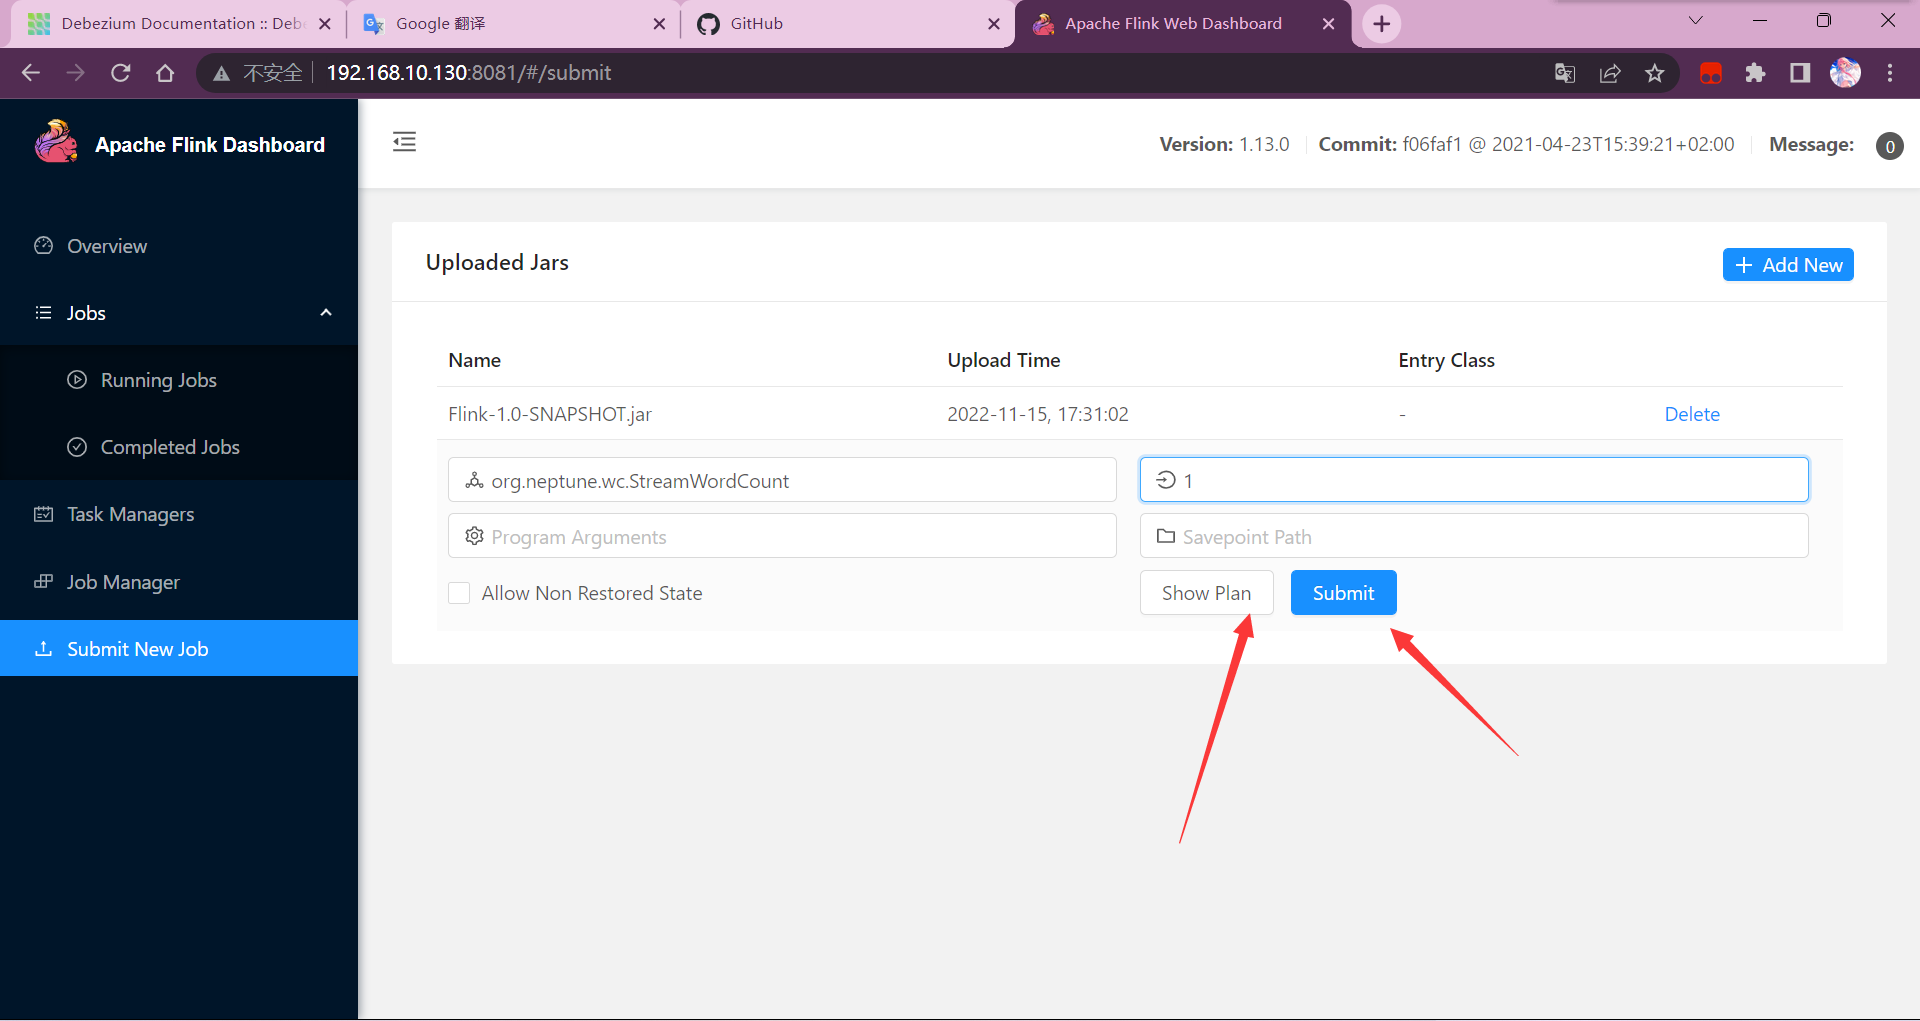 Debezium Documentation :: Deb
Google 翻译
GitHub
Apache Flink Web Dashboard
不安全
192.168.10.130:8081/#/submit
Apache Flink Dashboard
Version: 1.13.0
Commit: f06faf1 @ 2021-04-23T15:39:21+02:00
Message:
0
Overview
Jobs
Running Jobs
Completed Jobs
Task Managers
Job Manager
Submit New Job
Uploaded Jars
Add New
Name
Upload Time
Entry Class
Flink-1.0-SNAPSHOT.jar
2022-11-15, 17:31:02
-
Delete
org.neptune.wc.StreamWordCount
1
Program Arguments
Savepoint Path
Allow Non Restored State
Show Plan
Submit